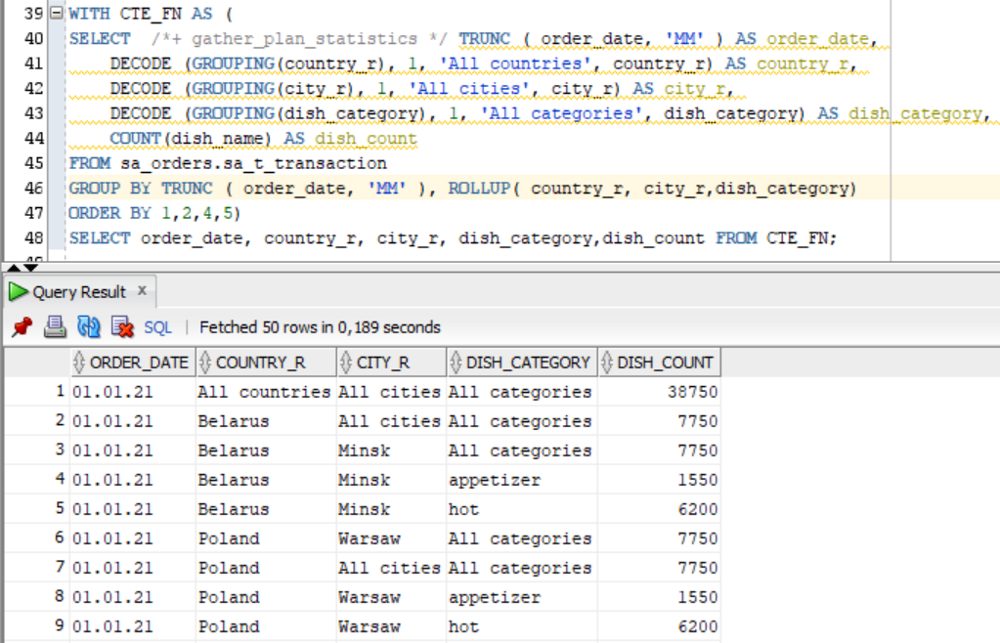 39 WITH CTE_FN AS (
40 SELECT /*+ gather_plan_statistics */ TRUNC ( order_date, 'MM' ) AS order_date,
41 DECODE (GROUPING(country_r), 1, 'All countries', country_r) AS country_r,
42 DECODE (GROUPING(city_r), 1, 'All cities', city_r) AS city_r,
43 DECODE (GROUPING(dish_category), 1, 'All categories', dish_category) AS dish_category,
44 COUNT(dish_name) AS dish_count
45 FROM sa_orders.sa_t_transaction
46 GROUP BY TRUNC ( order_date, 'MM' ), ROLLUP( country_r, city_r,dish_category)
47 ORDER BY 1,2,4,5)
48 SELECT order_date, country_r, city_r, dish_category,dish_count FROM CTE_FN;
49
Query Result x
SQL | Fetched 50 rows in 0,189 seconds
ORDER_DATE COUNTRY_R CITY_R DISH_CATEGORY DISH_COUNT
1 01.01.21 All countries All cities All categories 38750
2 01.01.21 Belarus All cities All categories 7750
3 01.01.21 Belarus Minsk All categories 7750
4 01.01.21 Belarus Minsk appetizer 1550
5 01.01.21 Belarus Minsk hot 6200
6 01.01.21 Poland Warsaw All categories 7750
7 01.01.21 Poland All cities All categories 7750
8 01.01.21 Poland Warsaw appetizer 1550
9 01.01.21 Poland Warsaw hot 6200